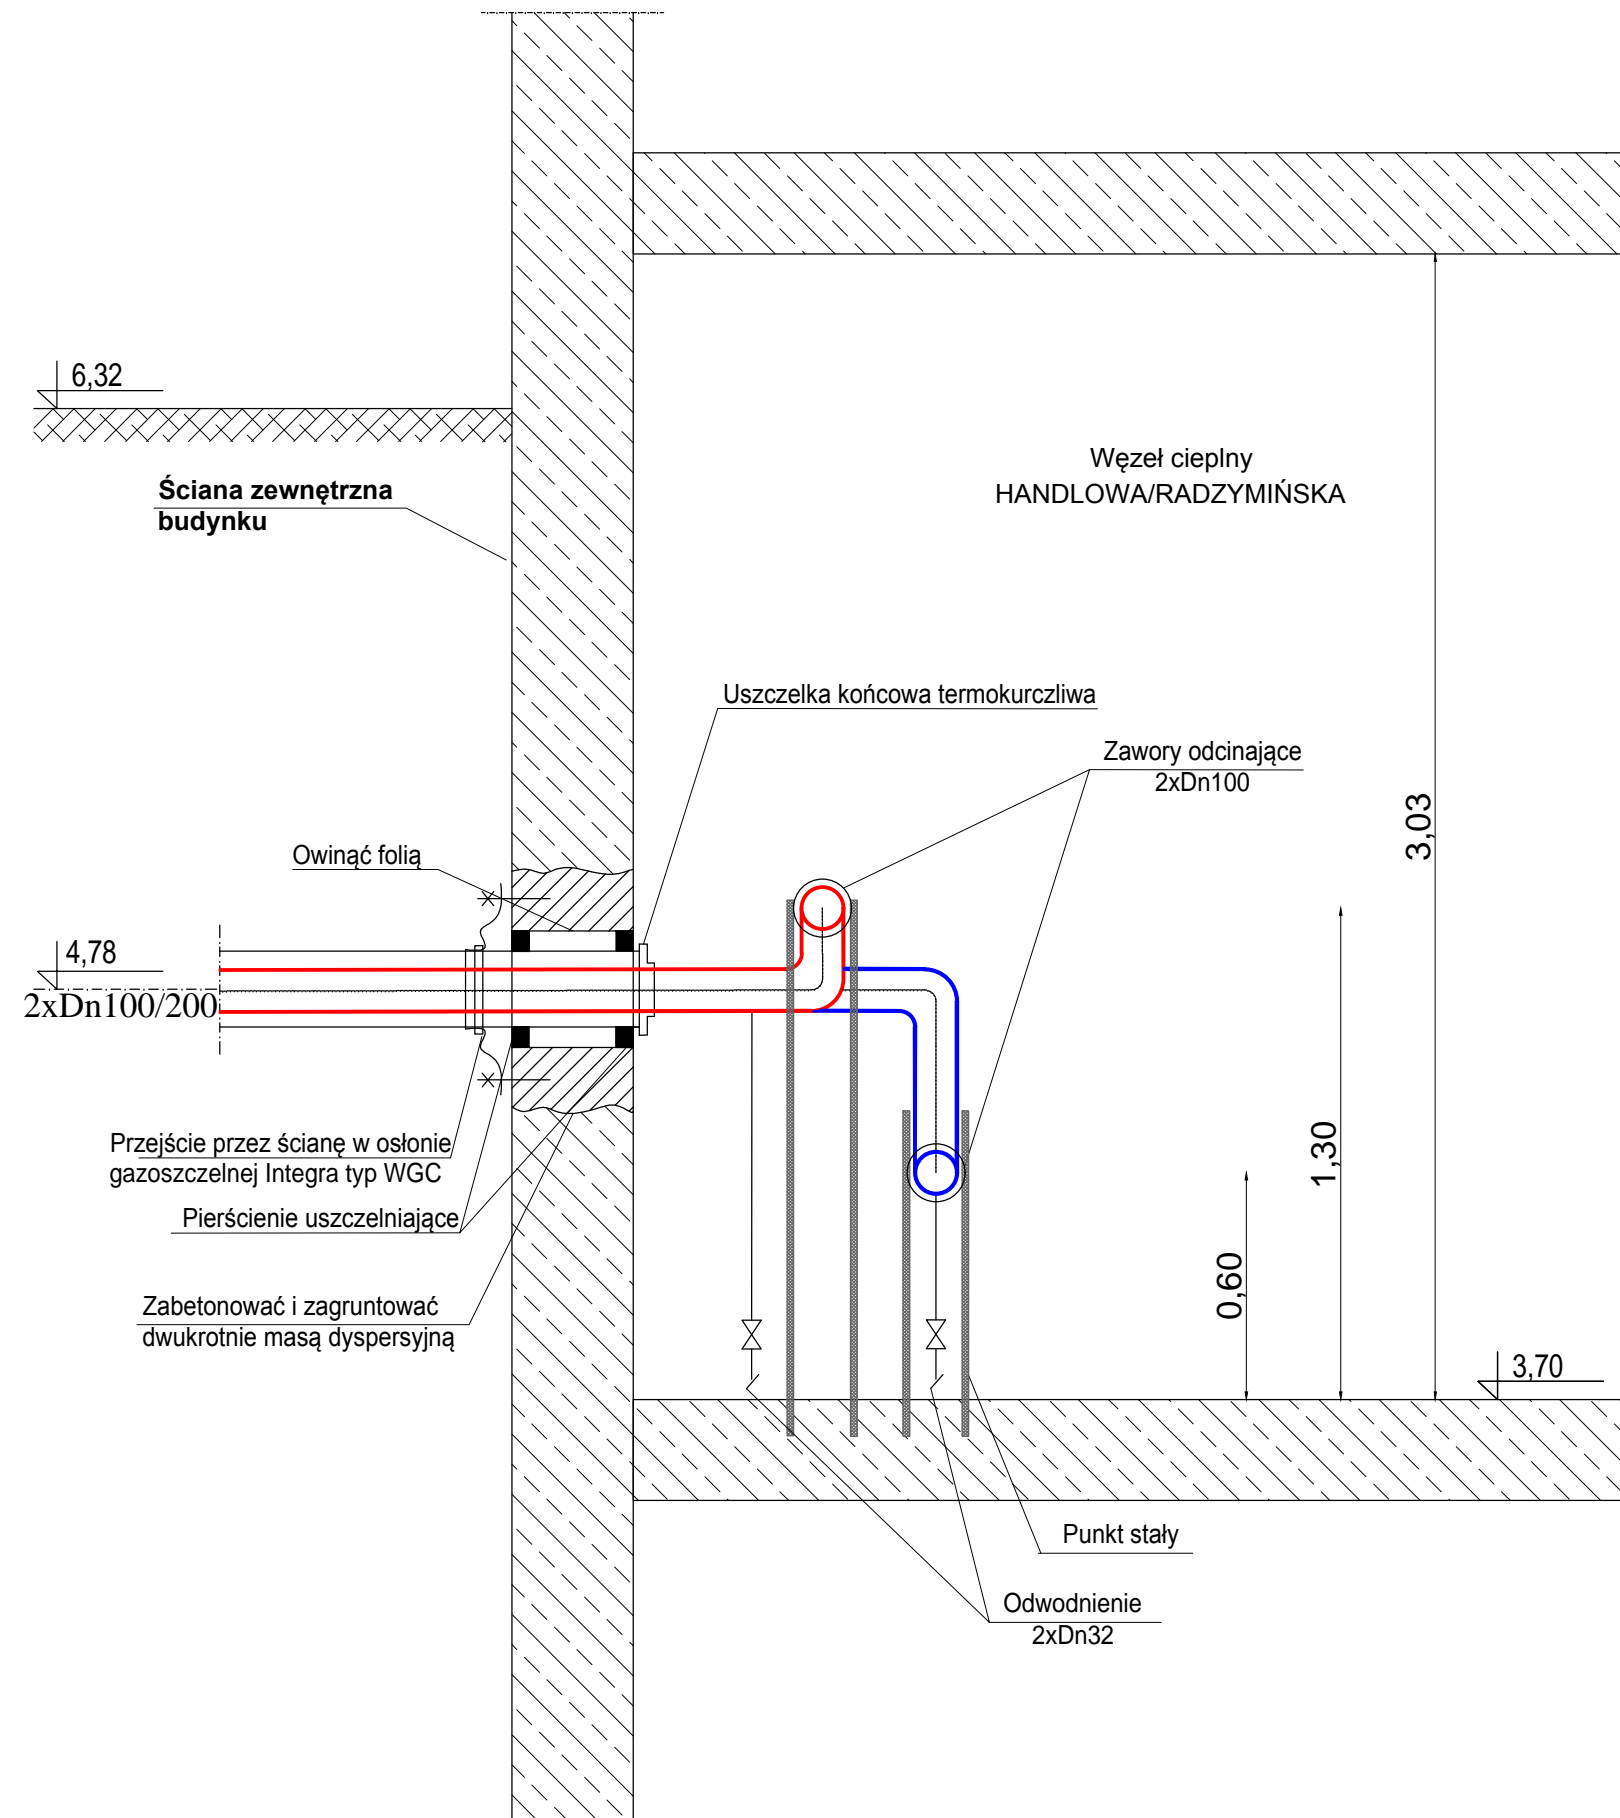 6,32
Ściana zewnętrzna
budynku
Węzeł cieplny
HANDLOWA/RADZYMIŃSKA
Uszczelka końcowa termokurczliwa
Zawory odcinające
2xDn100
3,03
Owinąć folią
4,78
2xDn100/200
Przejście przez ścianę w osłonie
gazoszczelnej Integra typ WGC
Pierścienie uszczelniające
1,30
0,60
Zabetonować i zagruntować
dwukrotnie masą dyspersyjną
3,70
Punkt stały
Odwodnienie
2xDn32